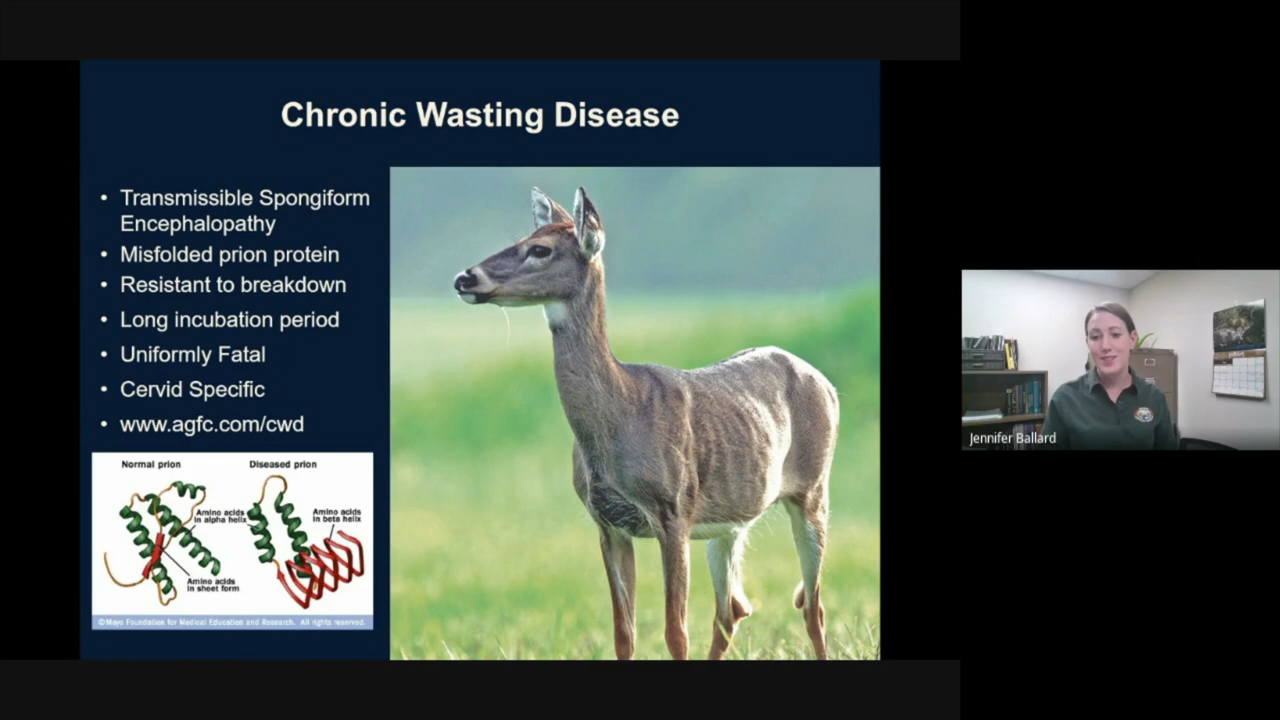 Chronic Wasting Disease
• Transmissible Spongiform
Encephalopathy
• Misfolded prion protein
• Resistant to breakdown
• Long incubation period
• Uniformly Fatal
• Cervid Specific
• www.agfc.com/cwd
Normal prion
Diseased prion
Amino acids
in alpha helix
Amino acids
in beta helix
Amino acids
in sheet form
©Mayo Foundation for Medical Education and Research. All rights reserved.
Jennifer Ballard